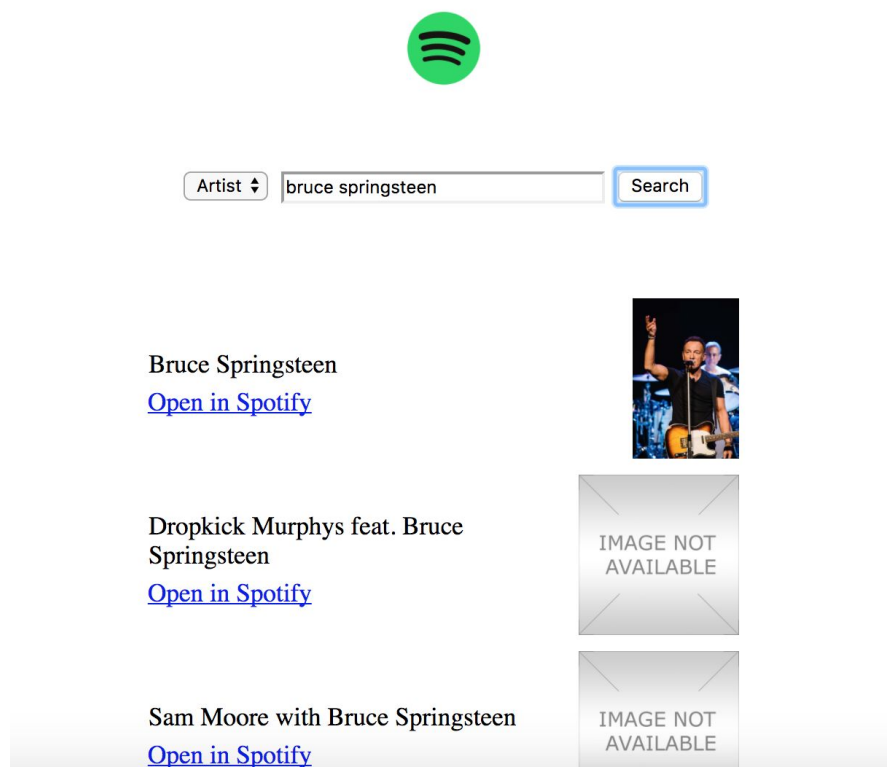 Artist
bruce springsteen
Search
Bruce Springsteen
Open in Spotify
Dropkick Murphys feat. Bruce
Springsteen
Open in Spotify
IMAGE NOT
AVAILABLE
Sam Moore with Bruce Springsteen
Open in Spotify
IMAGE NOT
AVAILABLE